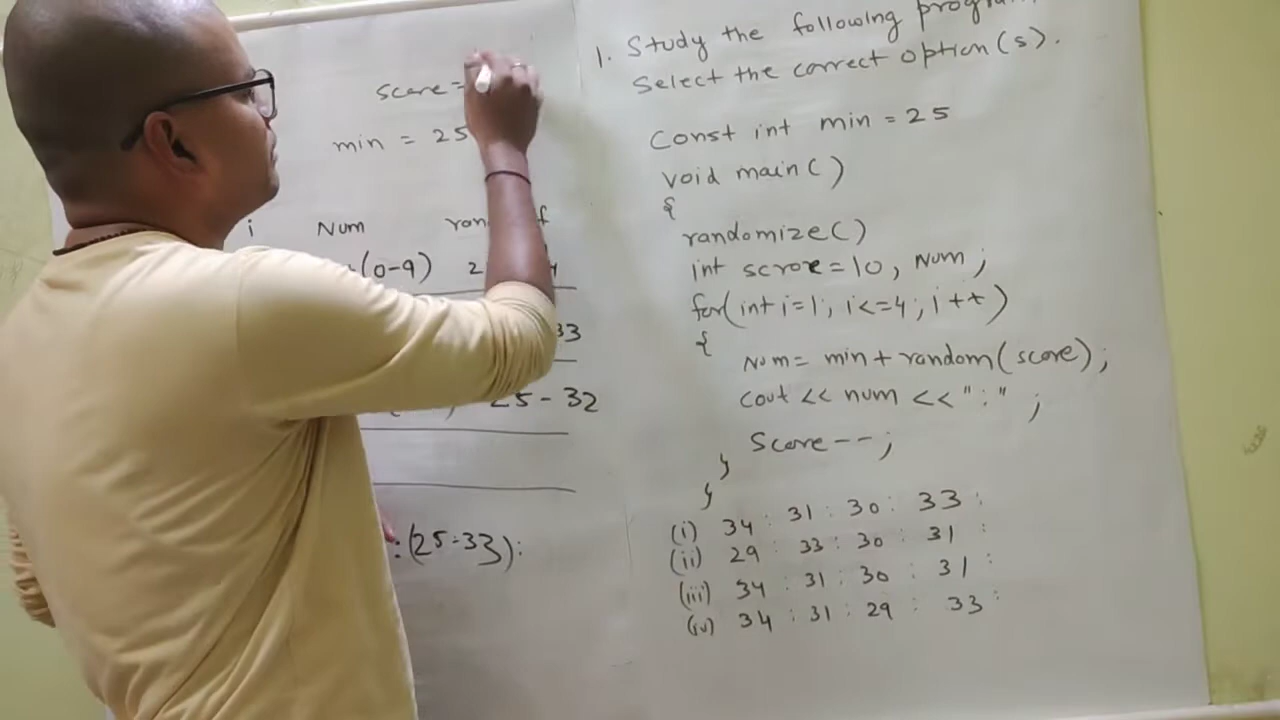 score=
min = 25
i Num
(0-9) 2
33
25 - 32
: (25-33):
1. Study the following
Select the correct option(s).
Const int min = 25
void main()
{
randomize()
int score=10, Num;
for(int i=1; i<=4; i++)
{
Num= min + random(score);
cout << num << ":" ;
Score--;
}
}
(i) 34 : 31 : 30 : 33 :
(ii) 29 : 33 : 30 : 31 :
(iii) 34 : 31 : 30 : 31 :
(iv) 34 : 31 : 29 : 33 :